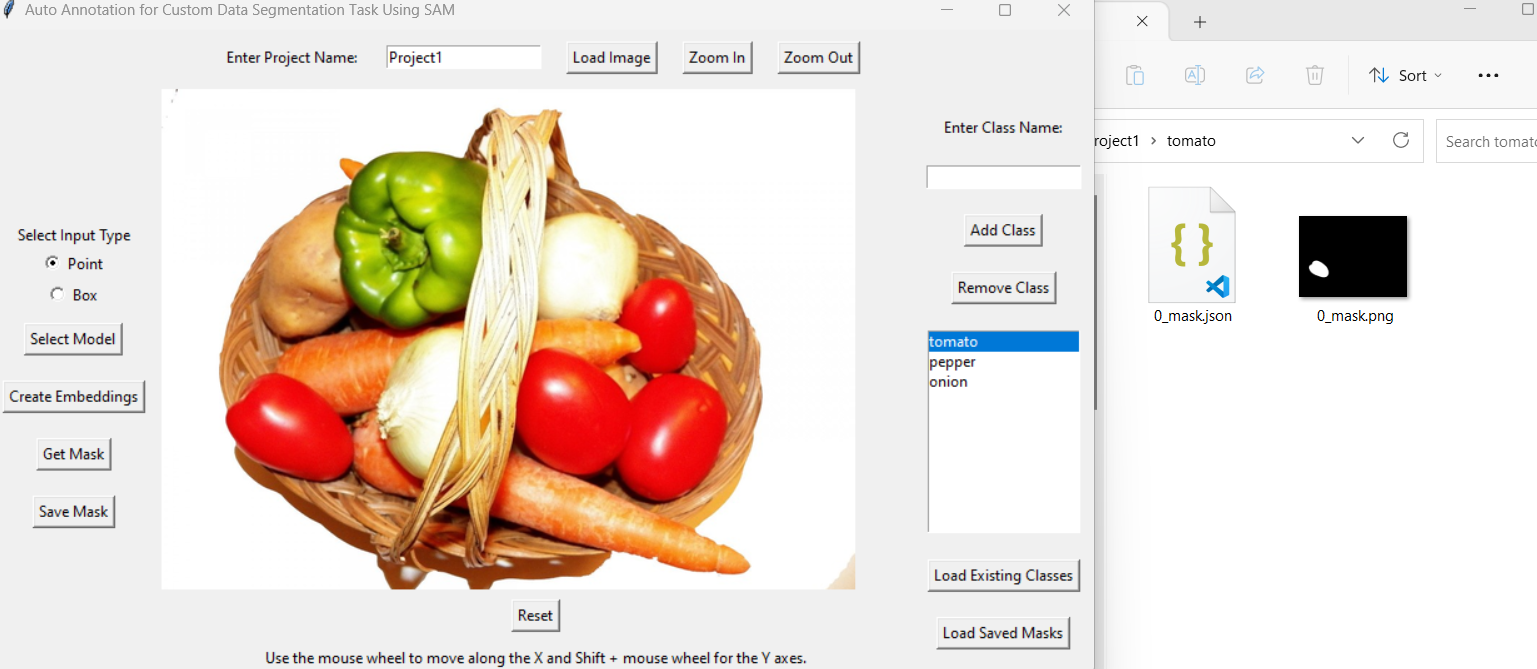 Auto Annotation for Custom Data Segmentation Task Using SAM
Enter Project Name:
Project1
Load Image
Zoom In
Zoom Out
Select Input Type
Point
Box
Select Model
Create Embeddings
Get Mask
Save Mask
Enter Class Name:
Add Class
Remove Class
tomato
pepper
onion
Load Existing Classes
Load Saved Masks
Reset
Use the mouse wheel to move along the X and Shift + mouse wheel for the Y axes.
Sort
roject1 > tomato
Search tomato
{ }
0_mask.json
0_mask.png